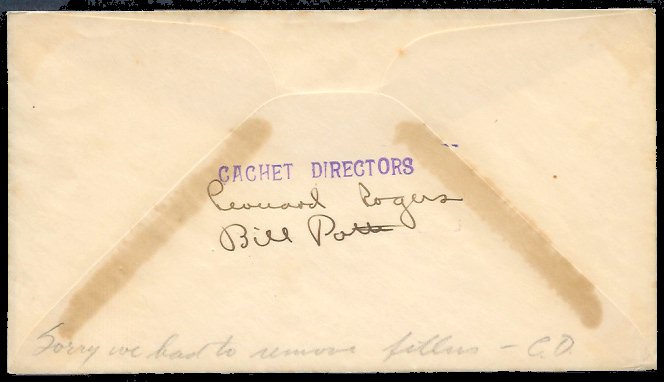 CACHET DIRECTORS
Leonard Rogers
Bill Potts
Sorry we had to remove fillers - C.D.